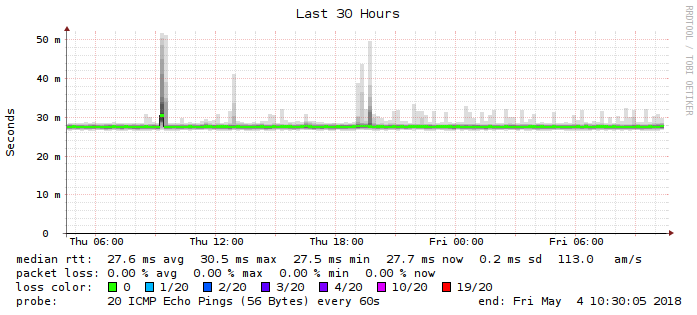 Last 30 Hours
RRDTOOL / TOBI OETIKER
Seconds
50 m
40 m
30 m
20 m
10 m
0
Thu 06:00 Thu 12:00 Thu 18:00 Fri 00:00 Fri 06:00
median rtt: 27.6 ms avg 30.5 ms max 27.5 ms min 27.7 ms now 0.2 ms sd 113.0 am/s
packet loss: 0.00 % avg 0.00 % max 0.00 % min 0.00 % now
loss color: 0 1/20 2/20 3/20 4/20 10/20 19/20
probe: 20 ICMP Echo Pings (56 Bytes) every 60s end: Fri May 4 10:30:05 2018